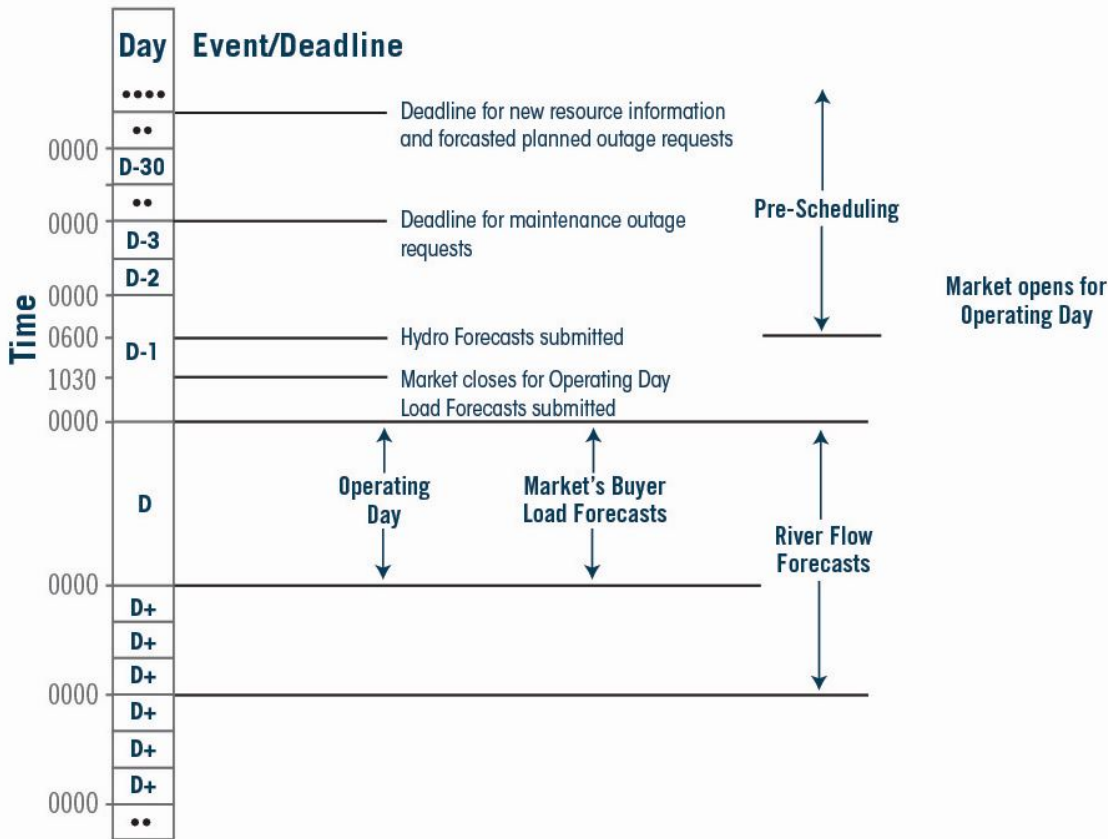 Day Event/Deadline
••••
Deadline for new resource information
and forcasted planned outage requests
••
0000
D-30
••
0000
Deadline for maintenance outage
requests
D-3
Pre-Scheduling
D-2
0000
Market opens for
Operating Day
Time
0600
D-1
Hydro Forecasts submitted
1030
Market closes for Operating Day
Load Forecasts submitted
0000
D
Operating
Day
Market's Buyer
Load Forecasts
River Flow
Forecasts
0000
D+
D+
D+
0000
D+
D+
D+
0000
••